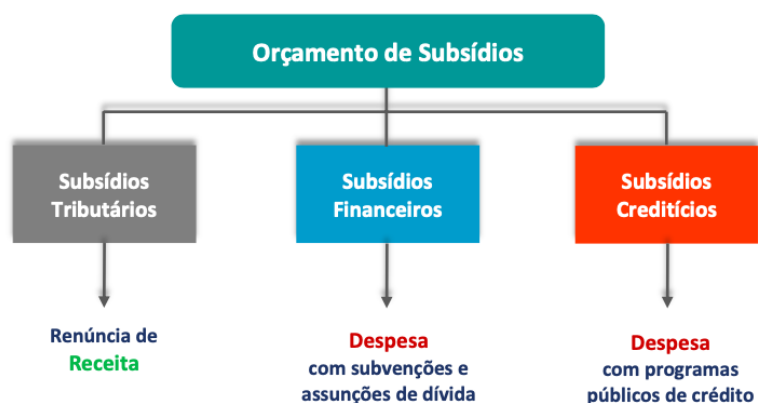 Orçamento de Subsídios
Subsídios
Tributários
Subsídios
Financeiros
Subsídios
Creditícios
Renúncia de
Receita
Despesa
com subvenções e
assunções de dívida
Despesa
com programas
públicos de crédito